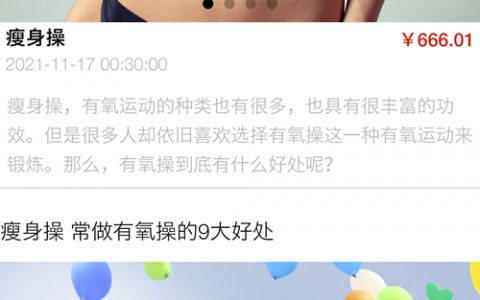 瘦身操
￥666.01
2021-11-17 00:30:00
瘦身操，有氧运动的种类也有很多，也具有很丰富的功
效。但是很多人却依旧喜欢选择有氧操这一种有氧运动来
锻炼。那么，有氧操到底有什么好处呢？
瘦身操 常做有氧操的9大好处